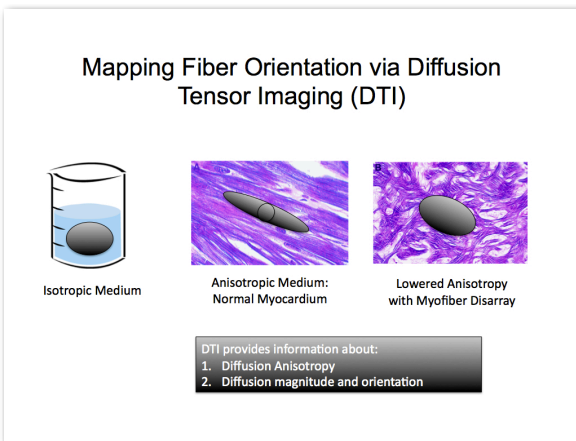 Mapping Fiber Orientation via Diffusion
Tensor Imaging (DTI)
A
B
Isotropic Medium
Anisotropic Medium:
Normal Myocardium
Lowered Anisotropy
with Myofiber Disarray
DTI provides information about:
1. Diffusion Anisotropy
2. Diffusion magnitude and orientation